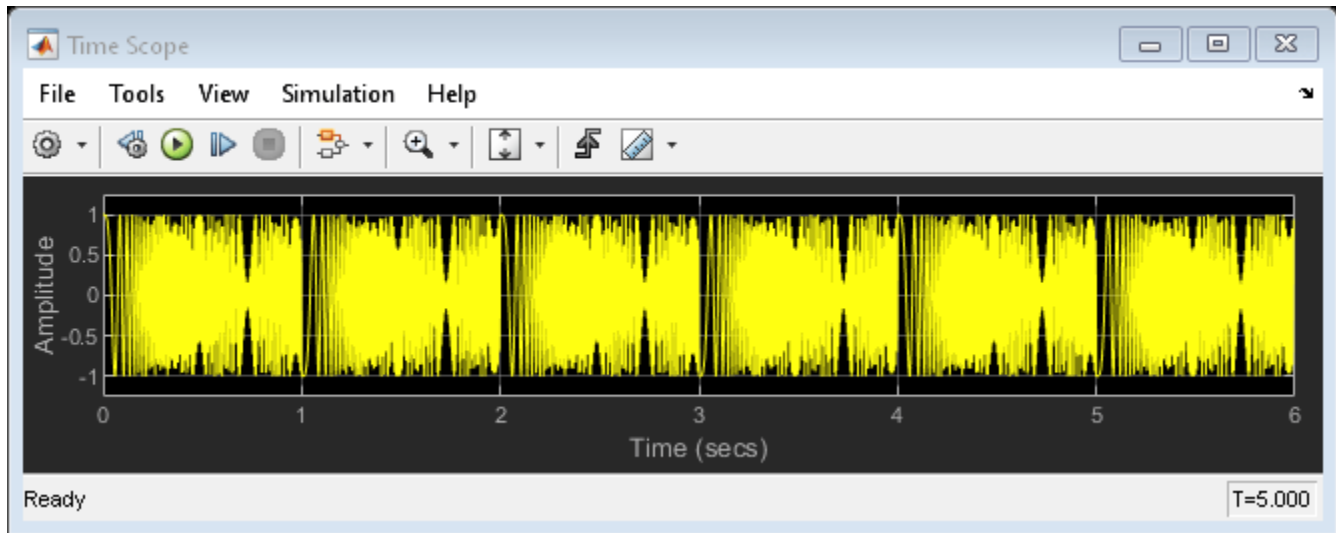 Time Scope
File Tools View Simulation Help
1
0.5
0
-0.5
-1
Amplitude
0 1 2 3 4 5 6
Time (secs)
Ready T=5.000